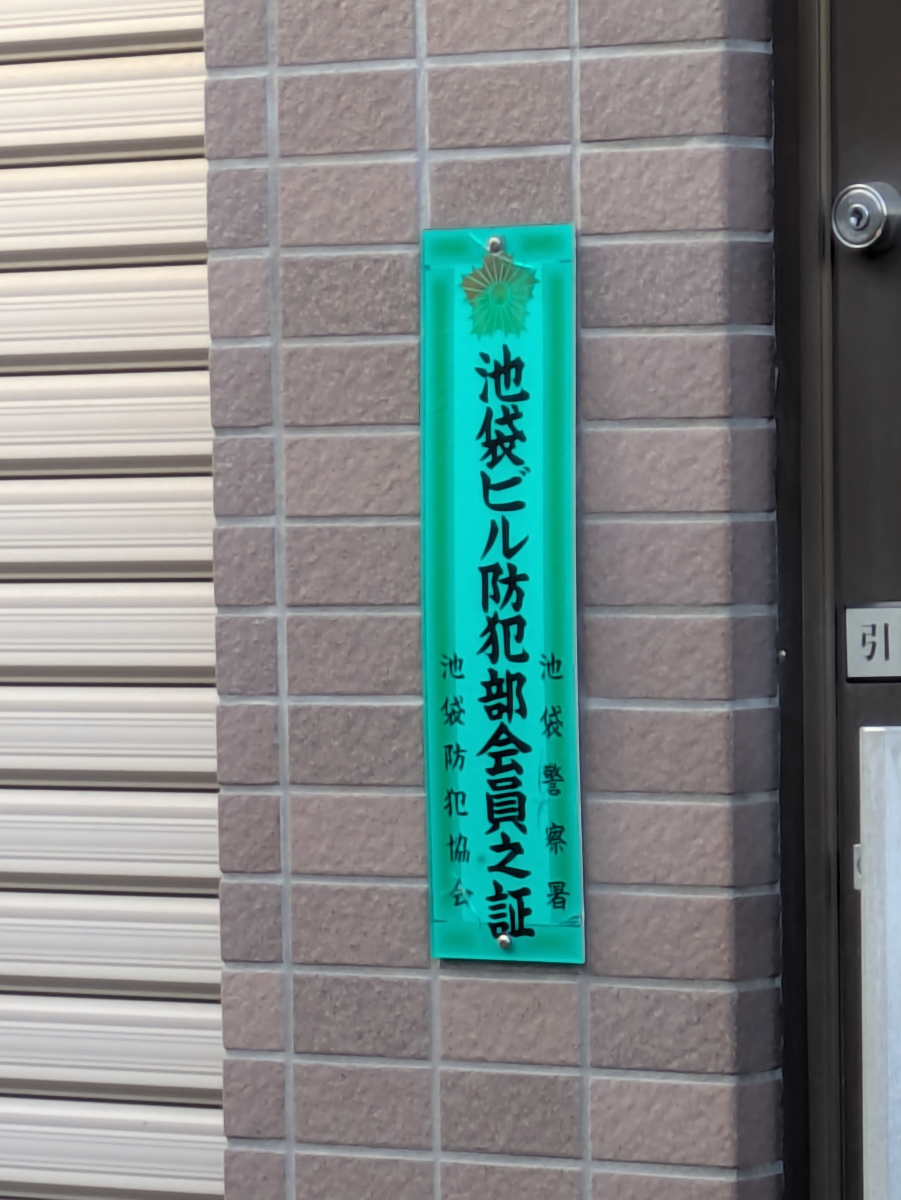 池袋警察署
池袋ビル防犯部会員之証
池袋防犯協会
引